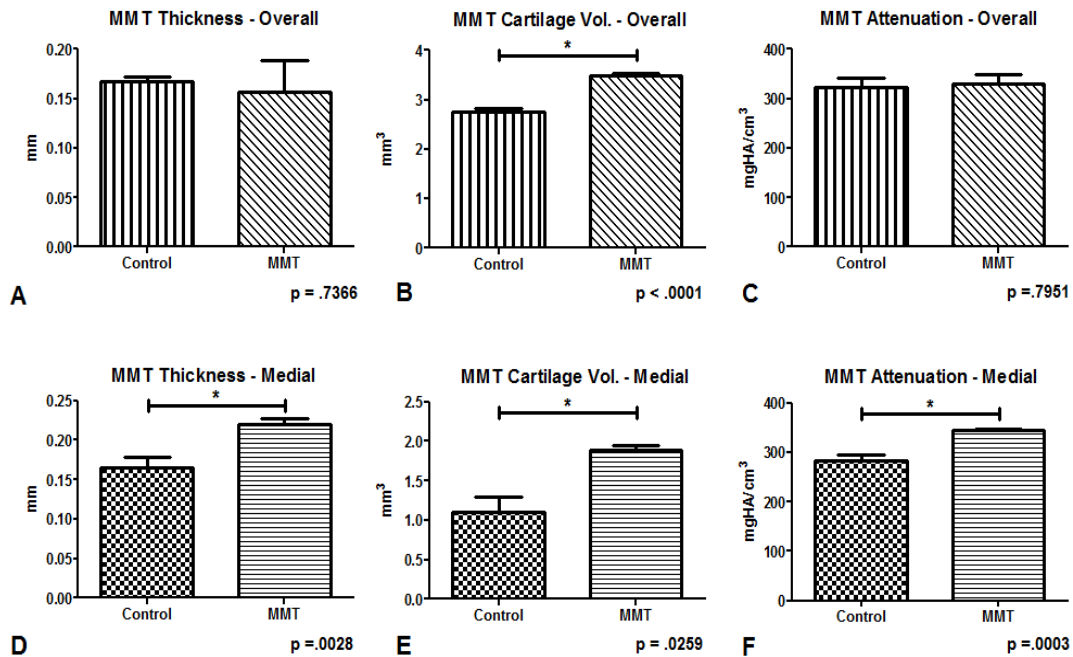 MMT Thickness - Overall
0.20
0.15
0.10
0.05
0.00
mm
Control
MMT
A
p = .7366
MMT Cartilage Vol. - Overall
4
3
2
1
0
mm³
*
Control
MMT
B
p < .0001
MMT Attenuation - Overall
400
300
200
100
0
mgHA/cm³
Control
MMT
C
p =.7951
MMT Thickness - Medial
0.25
0.20
0.15
0.10
0.05
0.00
mm
*
Control
MMT
D
p =.0028
MMT Cartilage Vol. - Medial
2.5
2.0
1.5
1.0
0.5
0.0
mm³
*
Control
MMT
E
p = .0259
MMT Attenuation - Medial
400
300
200
100
0
mgHA/cm³
*
Control
MMT
F
p =.0003